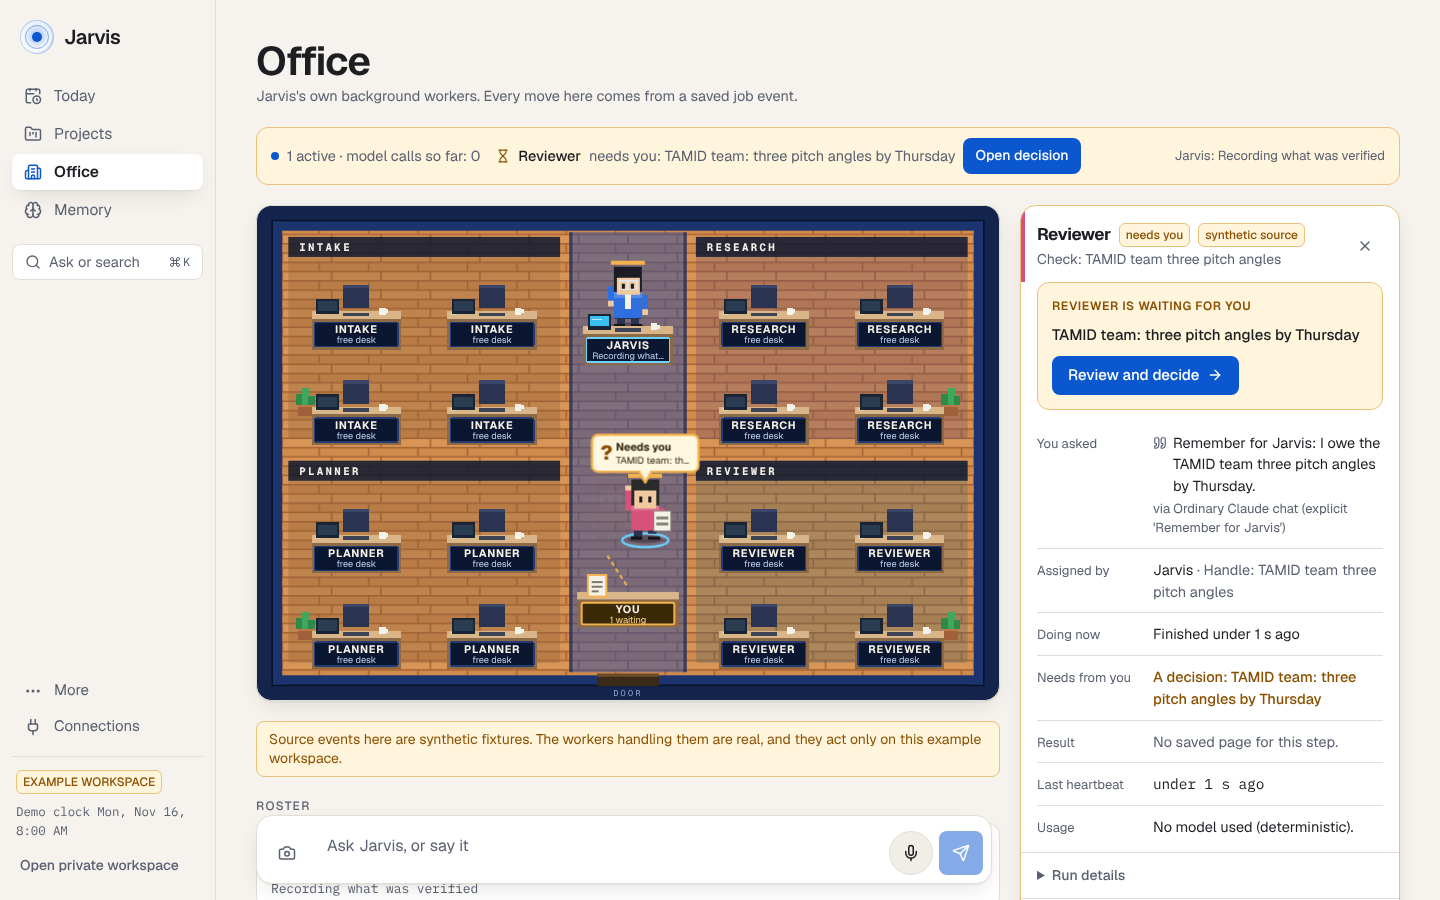 Jarvis
Today
Projects
Office
Memory
Ask or search ⌘ K
More
Connections
EXAMPLE WORKSPACE
Demo clock Mon, Nov 16,
8:00 AM
Open private workspace
Office
Jarvis's own background workers. Every move here comes from a saved job event.
1 active · model calls so far: 0 Reviewer needs you: TAMID team: three pitch angles by Thursday Open decision Jarvis: Recording what was verified
INTAKE
RESEARCH
INTAKE
free desk
INTAKE
free desk
JARVIS
Recording what...
RESEARCH
free desk
RESEARCH
free desk
INTAKE
free desk
INTAKE
free desk
RESEARCH
free desk
RESEARCH
free desk
? Needs you
TAMID team: th...
PLANNER
REVIEWER
PLANNER
free desk
PLANNER
free desk
REVIEWER
free desk
REVIEWER
free desk
YOU
1 waiting
PLANNER
free desk
PLANNER
free desk
REVIEWER
free desk
REVIEWER
free desk
DOOR
Source events here are synthetic fixtures. The workers handling them are real, and they act only on this example
workspace.
ROSTER
Ask Jarvis, or say it
Recording what was verified
Reviewer needs you synthetic source
Check: TAMID team three pitch angles
REVIEWER IS WAITING FOR YOU
TAMID team: three pitch angles by Thursday
Review and decide →
You asked
Remember for Jarvis: I owe the
TAMID team three pitch angles
by Thursday.
via Ordinary Claude chat (explicit
'Remember for Jarvis')
Assigned by
Jarvis · Handle: TAMID team three
pitch angles
Doing now Finished under 1 s ago
Needs from you
A decision: TAMID team: three
pitch angles by Thursday
Result No saved page for this step.
Last heartbeat under 1 s ago
Usage No model used (deterministic).
Run details